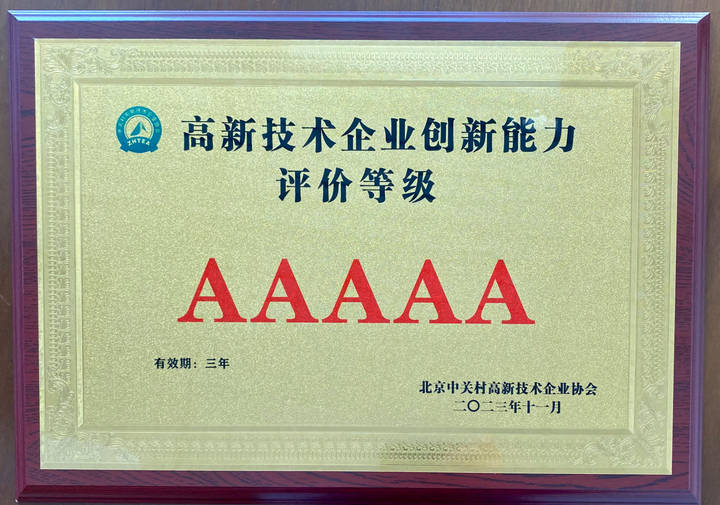 ZHTEA
高新技术企业创新能力
评价等级
AAAAA
有效期：三年
北京中关村高新技术企业协会
二〇二三年十一月